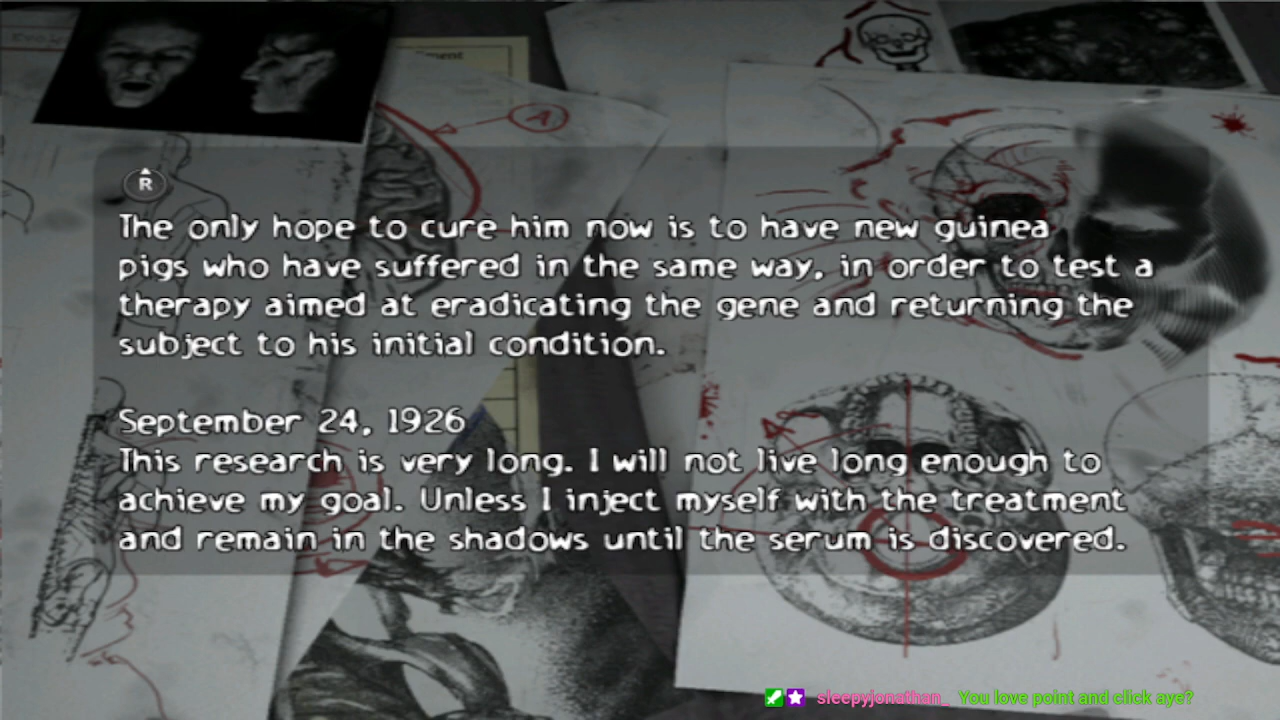 ment
A
R
The only hope to cure him now is to have new guinea
pigs who have suffered in the same way, in order to test a
therapy aimed at eradicating the gene and returning the
subject to his initial condition.
September 24, 1926
This research is very long. I will not live long enough to
achieve my goal. Unless I inject myself with the treatment
and remain in the shadows until the serum is discovered.
sleepyjonathan_ You love point and click aye?